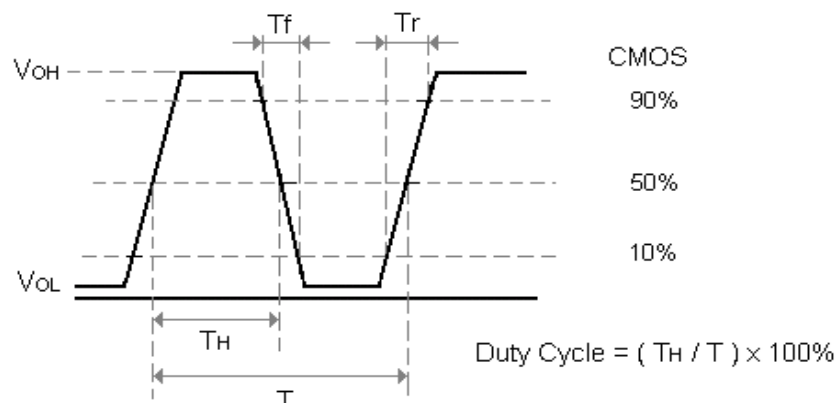 Tf
Tr
VOH
CMOS
90%
50%
10%
VOL
TH
Duty Cycle = ( TH / T ) x 100%
T